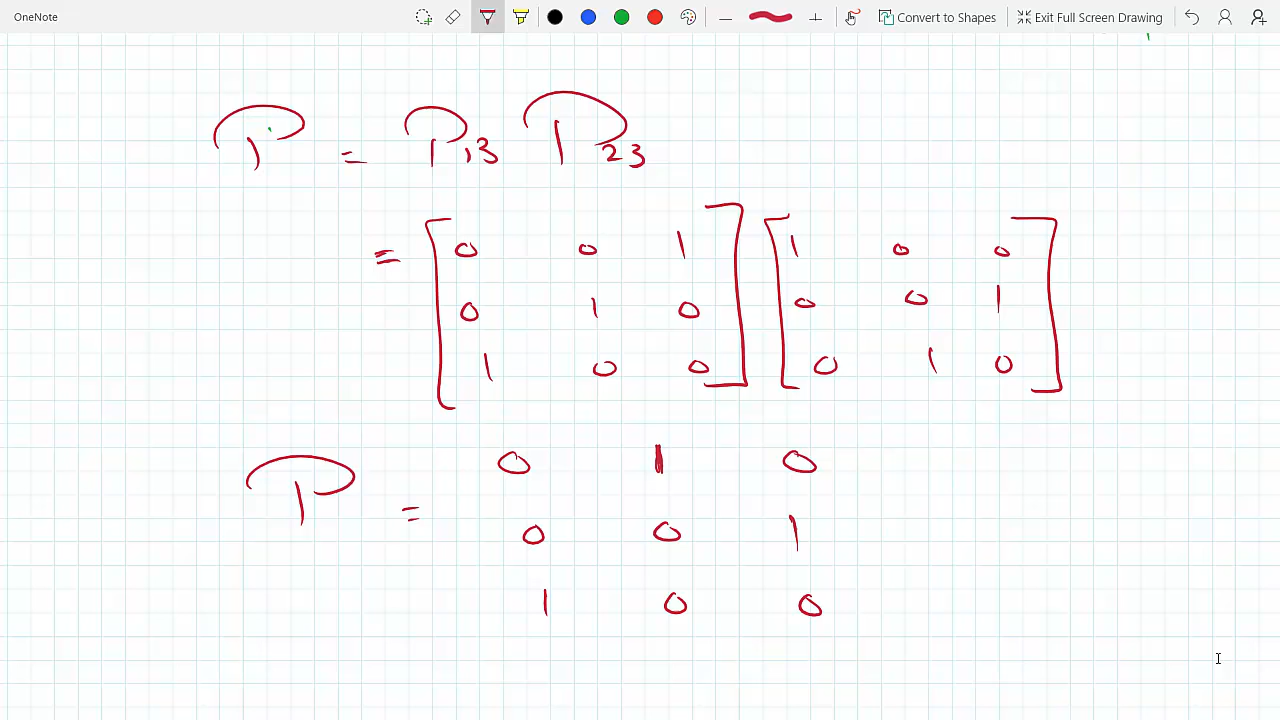 OneNote Convert to Shapes Exit Full Screen Drawing
P = P13 P23
= [0 0 1 [1 0 0
0 1 0 0 0 1
1 0 0] 0 1 0]
P = 0 1 0
0 0 1
1 0 0